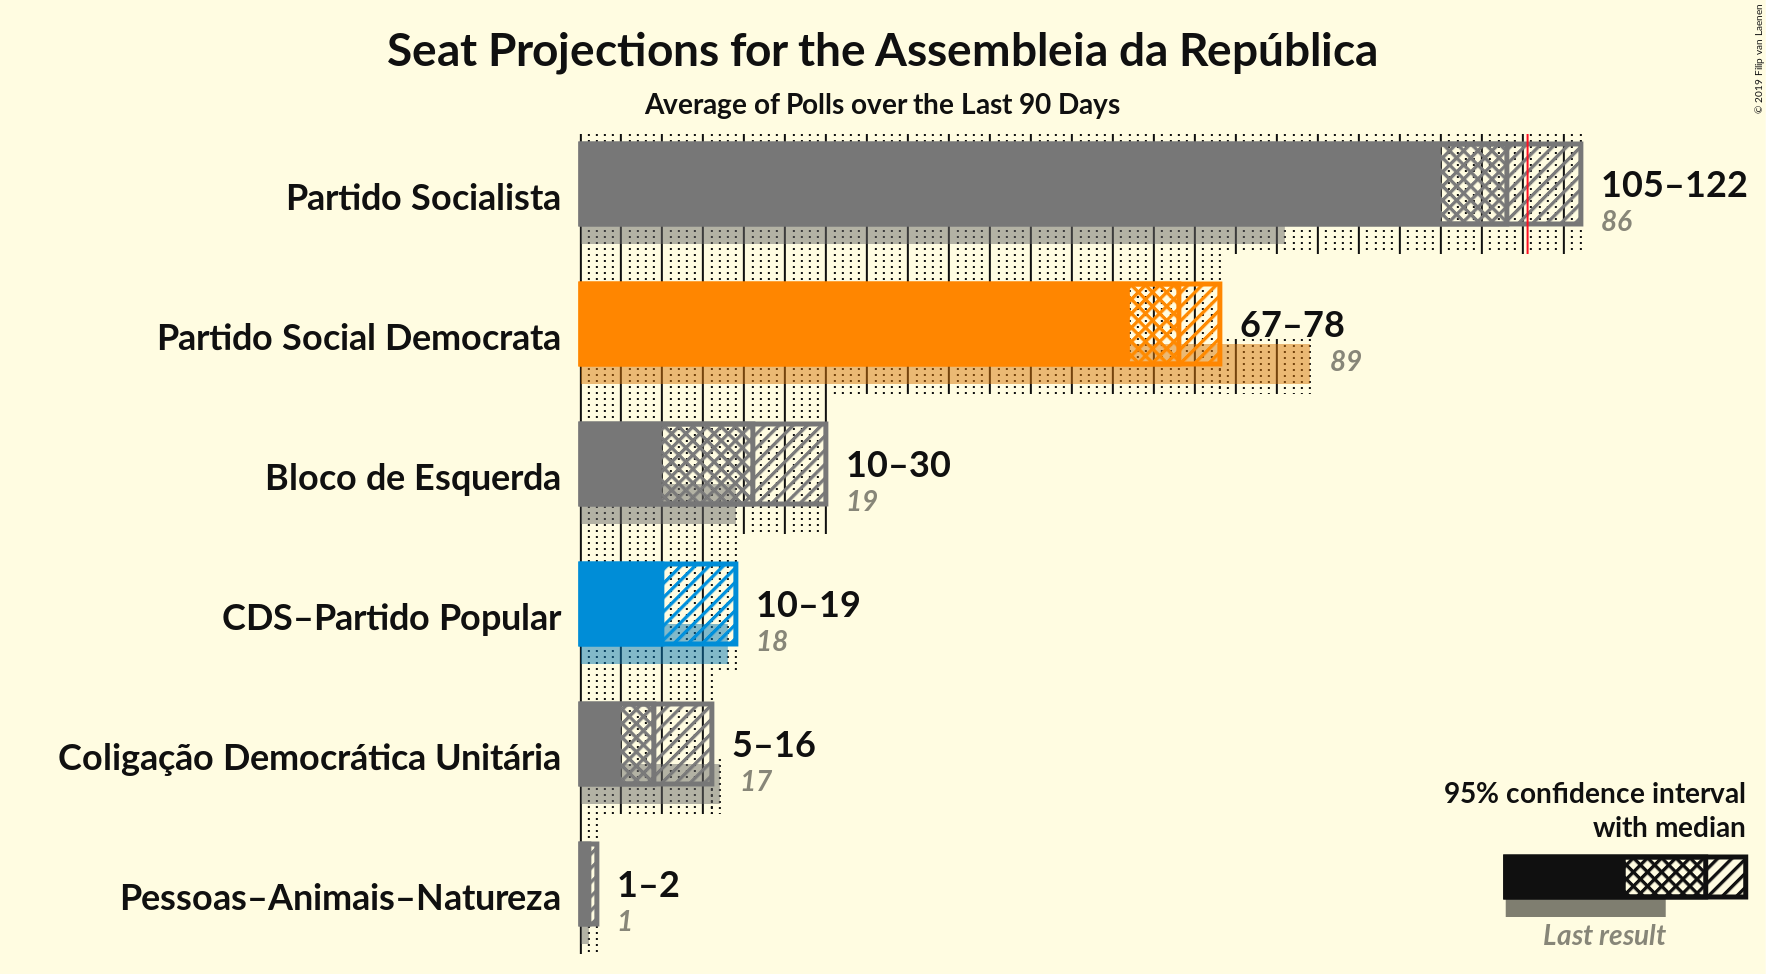 Seat Projections for the Assembleia da República
Average of Polls over the Last 90 Days
© 2019 Filip van Laenen
Partido Socialista
105–122
86
Partido Social Democrata
67–78
89
Bloco de Esquerda
10–30
19
CDS–Partido Popular
10–19
18
Coligação Democrática Unitária
5–16
17
Pessoas–Animais–Natureza
1–2
1
95% confidence interval
with median
Last result